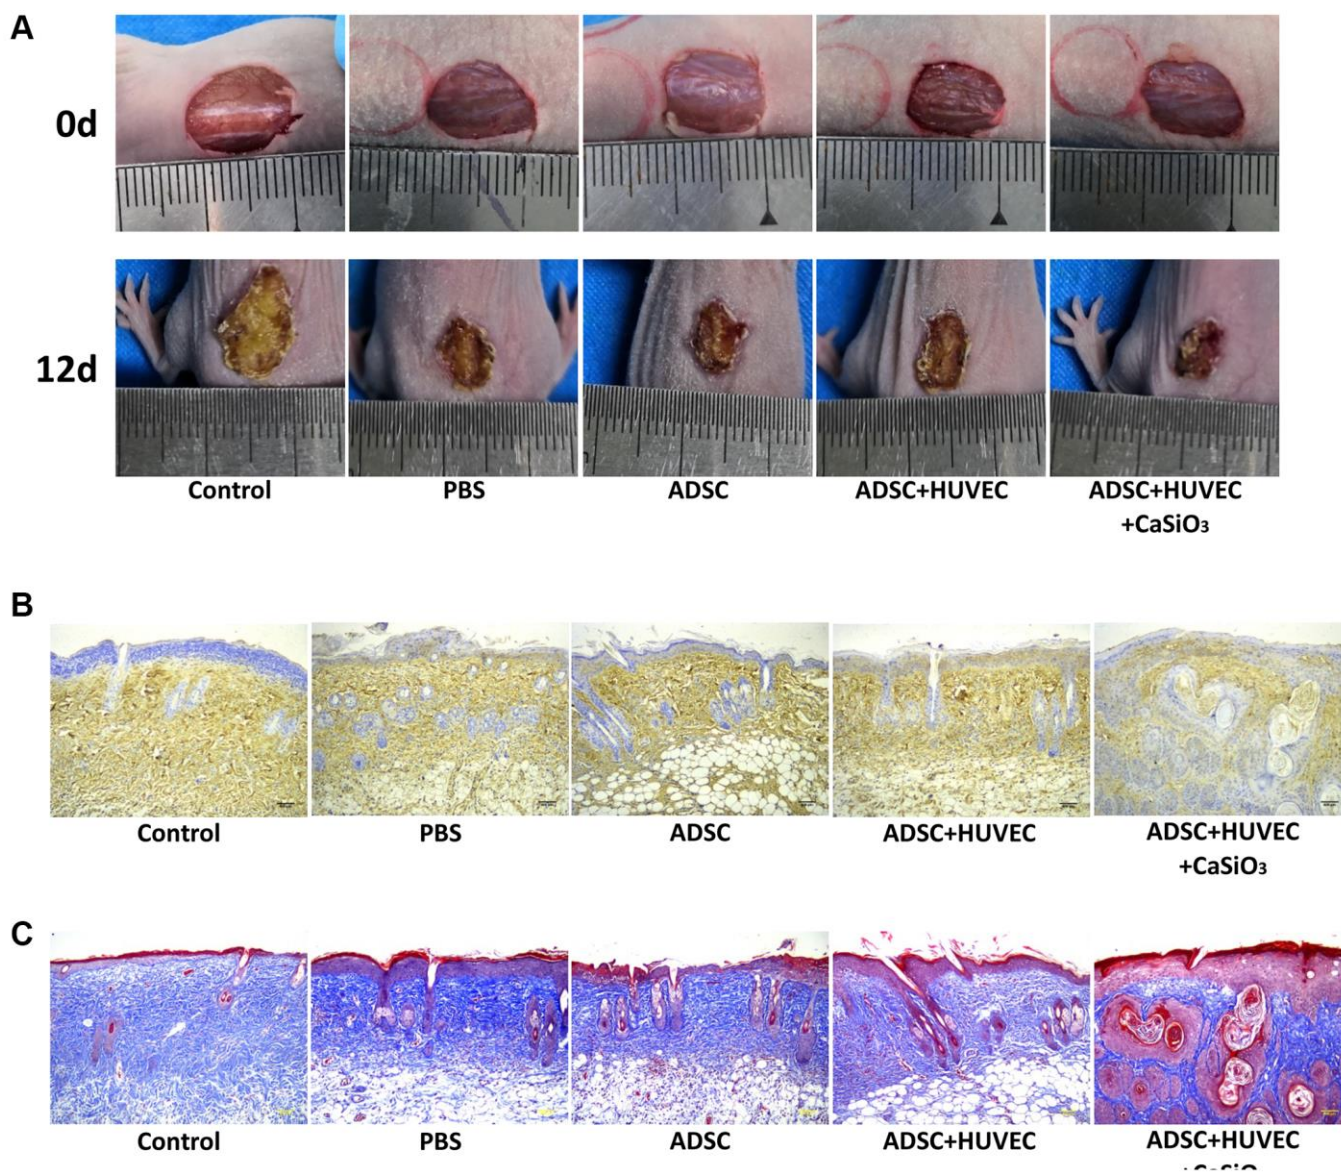 A
0d
12d
Control PBS ADSC ADSC+HUVEC ADSC+HUVEC
+CaSiO₃
B
Control PBS ADSC ADSC+HUVEC ADSC+HUVEC
+CaSiO₃
C
Control PBS ADSC ADSC+HUVEC ADSC+HUVEC